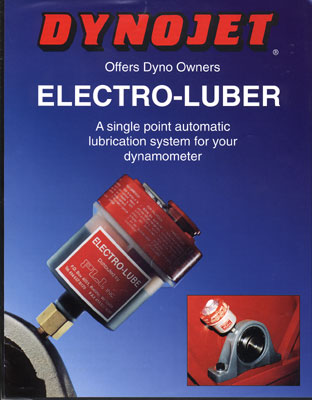 DYNOJET®
Offers Dyno Owners
ELECTRO-LUBER
A single point automatic
lubrication system for your
dynamometer
ELECTRO-LUBE